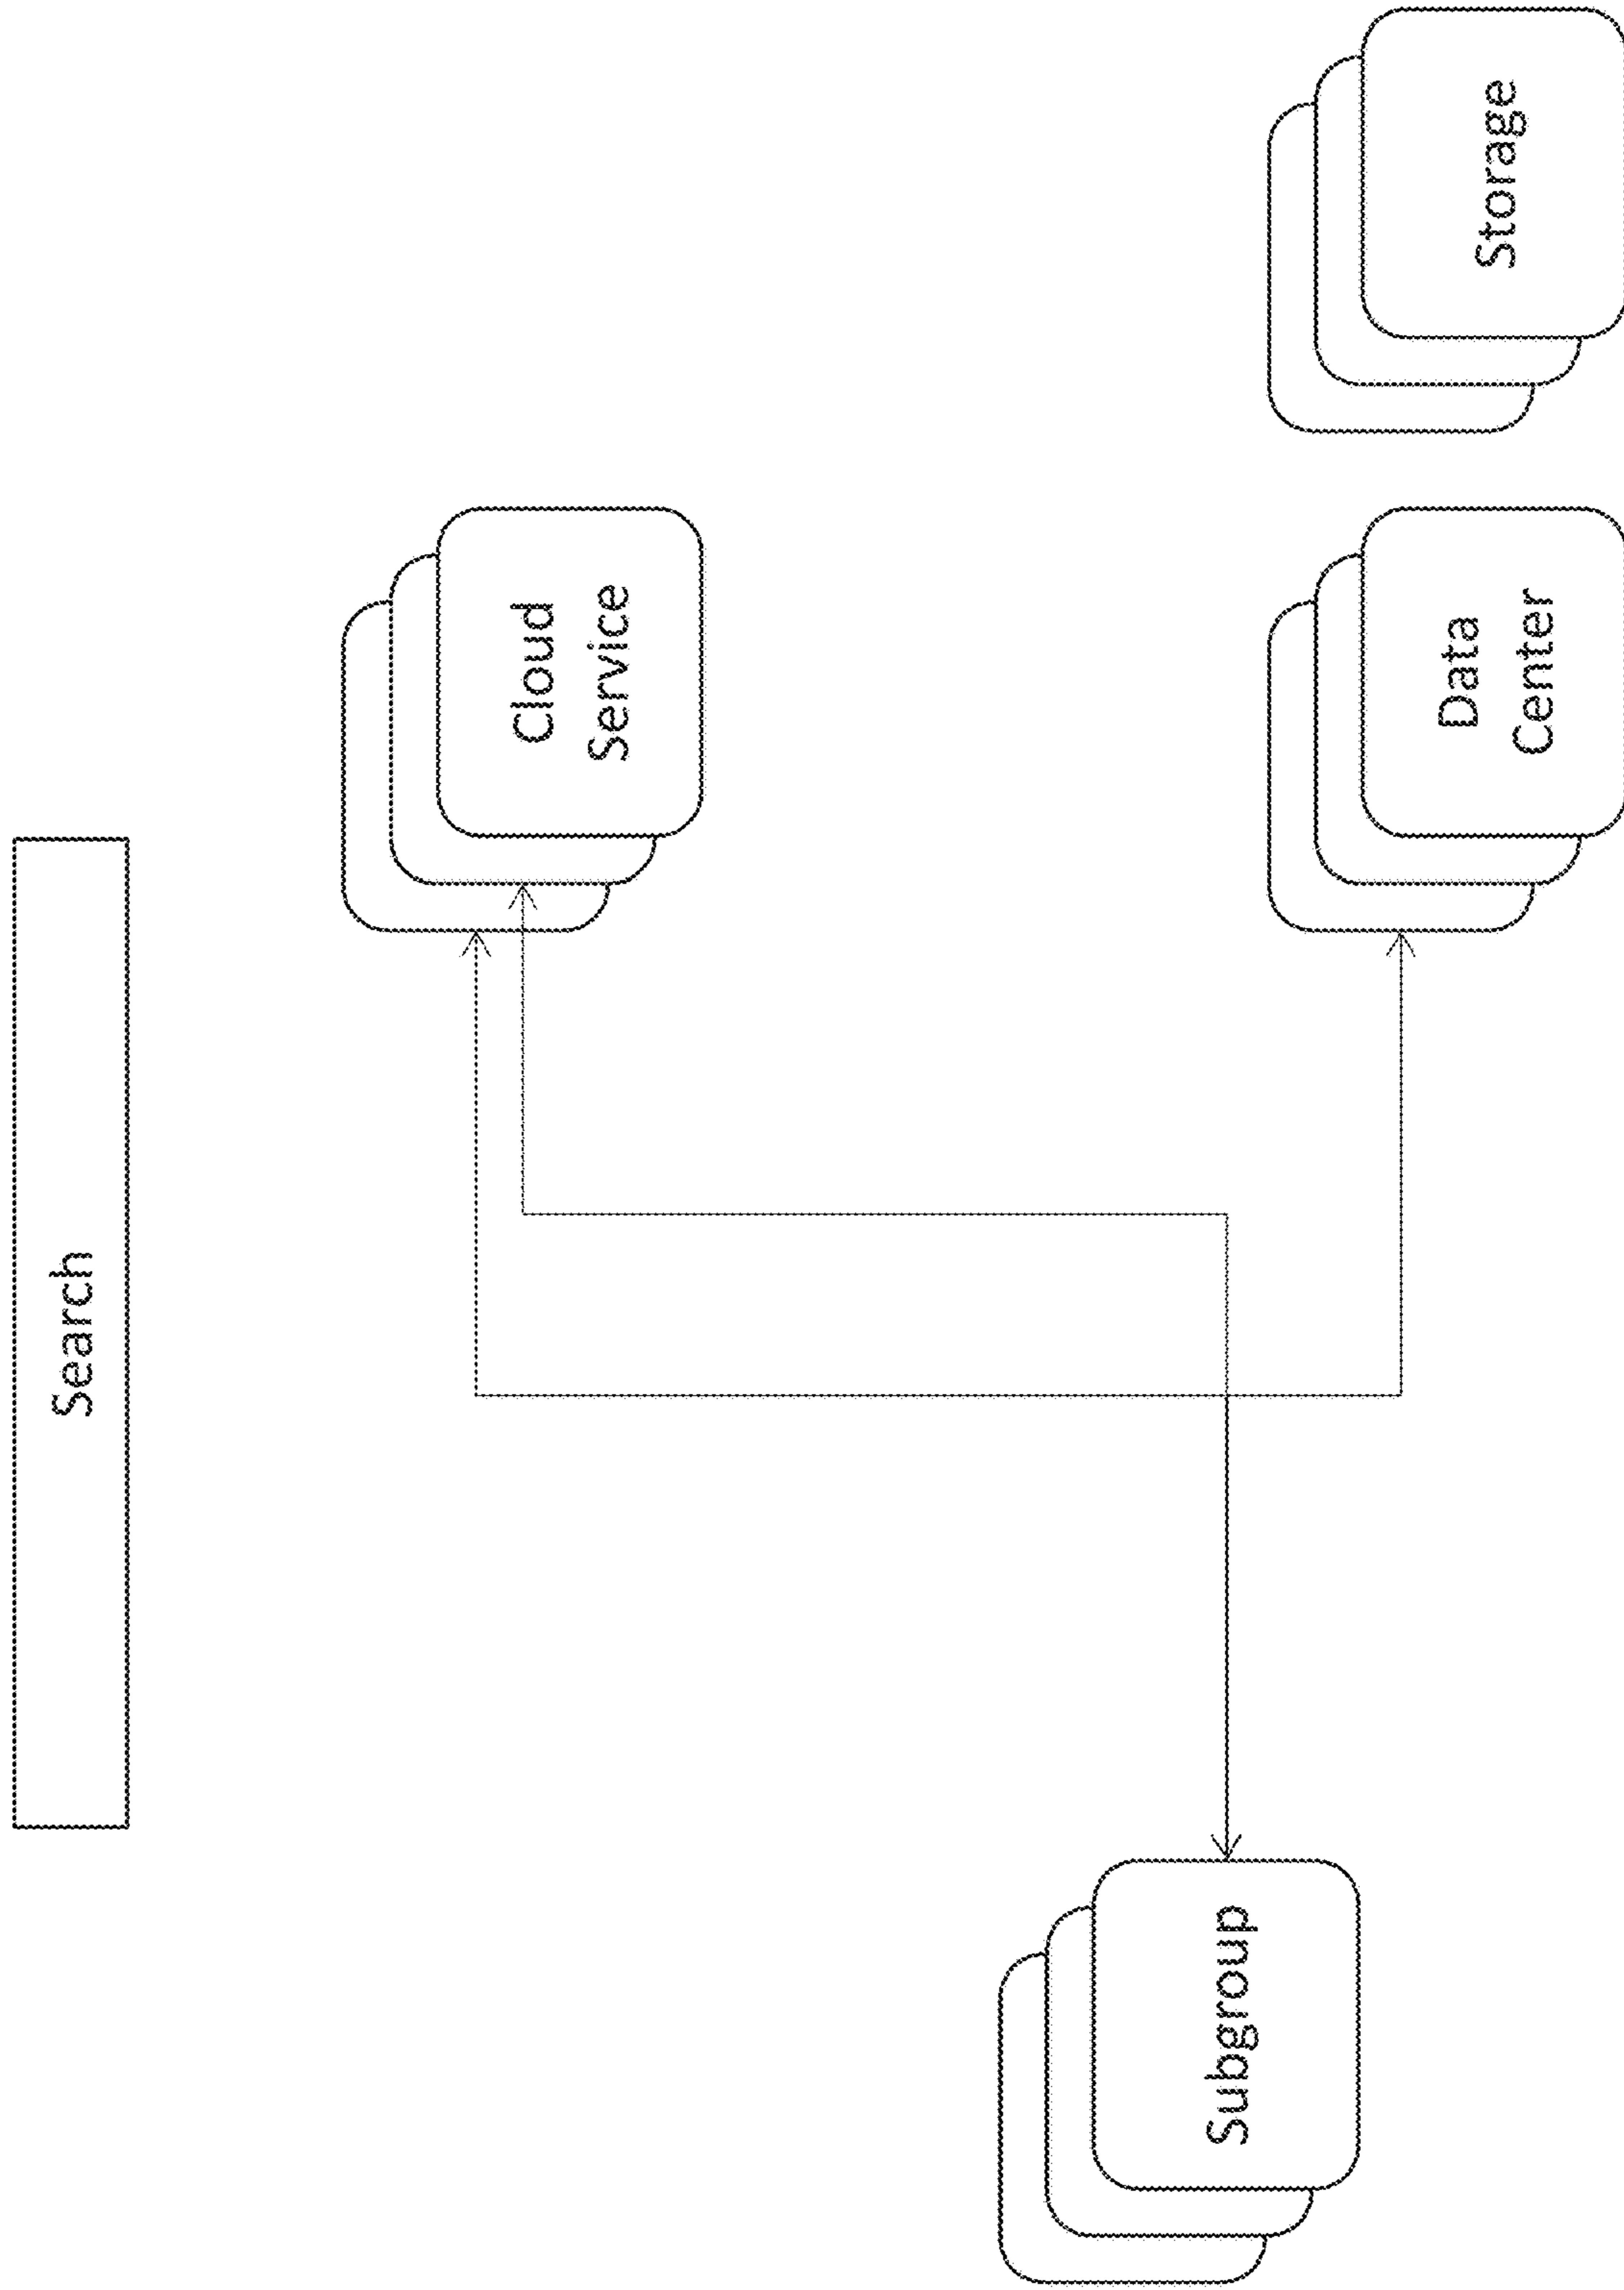 Search
Cloud
Service
Subgroup
Data
Center
Storage